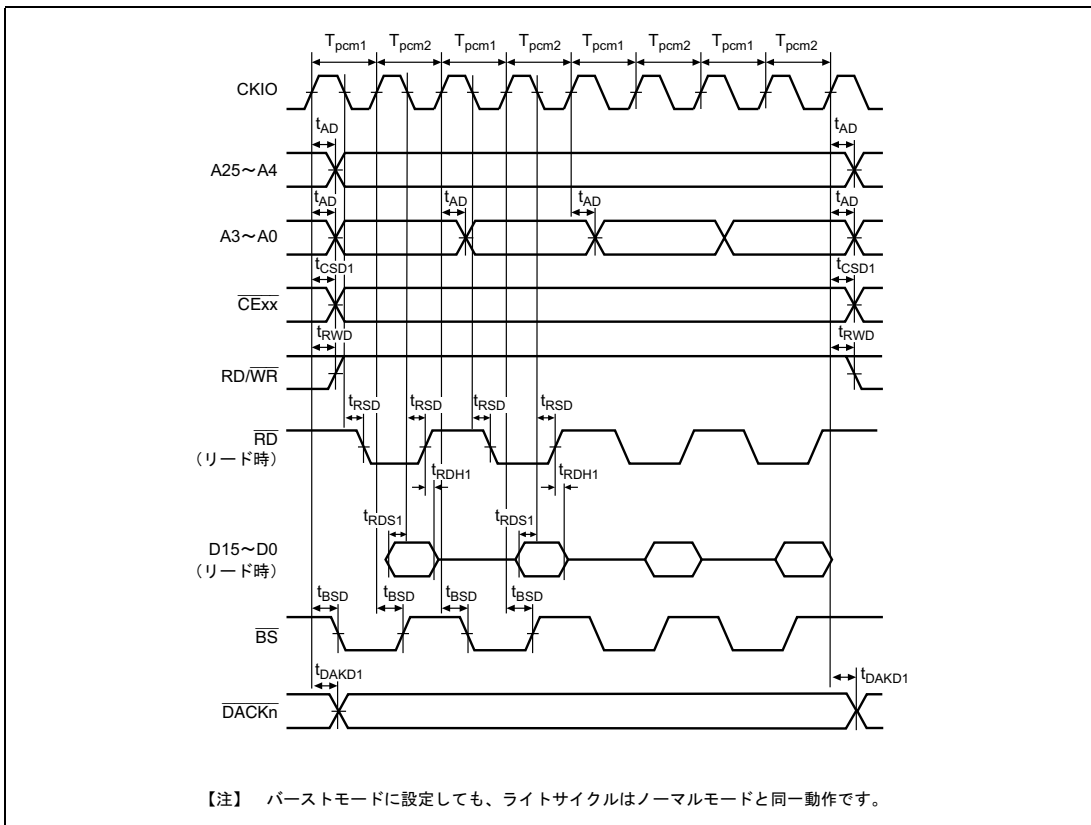 Tpcm1 Tpcm2 Tpcm1 Tpcm2 Tpcm1 Tpcm2 Tpcm1 Tpcm2
CKIO
tAD tAD
A25～A4
tAD tAD tAD tAD
A3～A0
tCSD1 tCSD1
CExx
tRWD tRWD
RD/WR
tRSD tRSD tRSD tRSD
RD
（リード時）
tRDH1 tRDH1
tRDS1 tRDS1
D15～D0
（リード時）
tBSD tBSD tBSD tBSD
BS
tDAKD1 tDAKD1
DACKn
【注】 バーストモードに設定しても、ライトサイクルはノーマルモードと同一動作です。